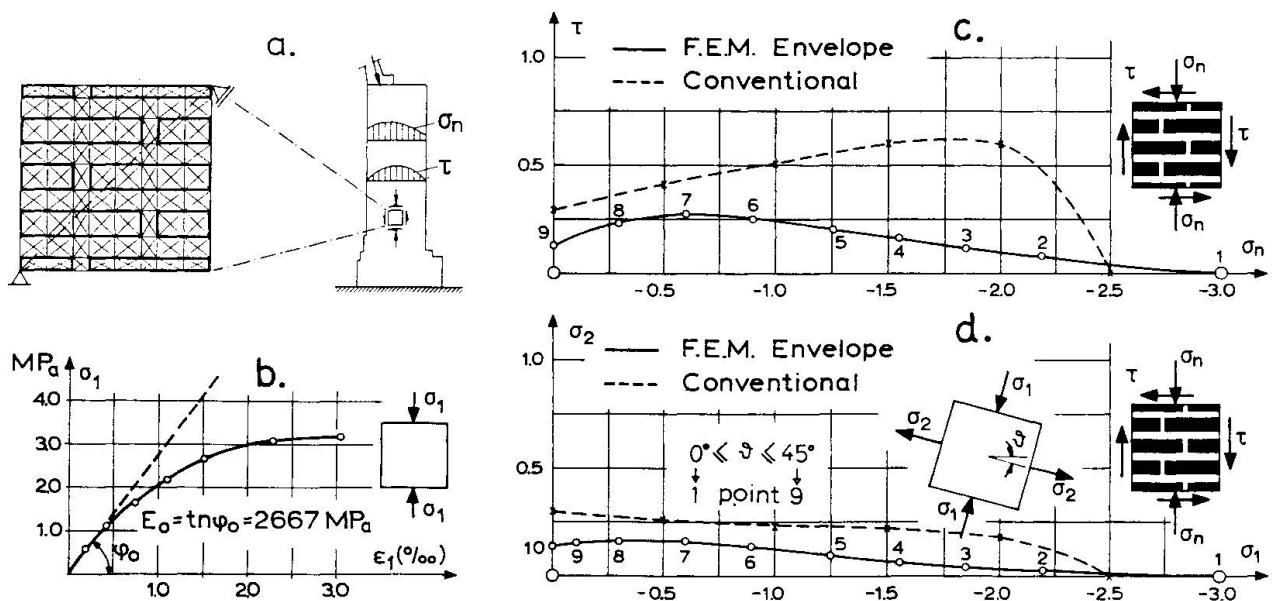 a.
σn
τ
b.
MPa
σ1
4.0
3.0
2.0
1.0
σ1
σ1
E₀=tnφ₀=2667 MPa
φ₀
ε₁(‰)
1.0
2.0
3.0
c.
τ
F.E.M. Envelope
Conventional
1.0
0.5
9
8
7
6
5
4
3
2
1
-0.5
-1.0
-1.5
-2.0
-2.5
-3.0
σn
τ
σn
τ
σn
d.
σ2
F.E.M. Envelope
Conventional
1.0
0.5
0°⩽ϑ⩽45°
1 point 9
σ1
σ2
ϑ
σ2
σ1
10
9
8
7
6
5
4
3
2
1
-0.5
-1.0
-1.5
-2.0
-2.5
-3.0
σ1
τ
σn
τ
σn